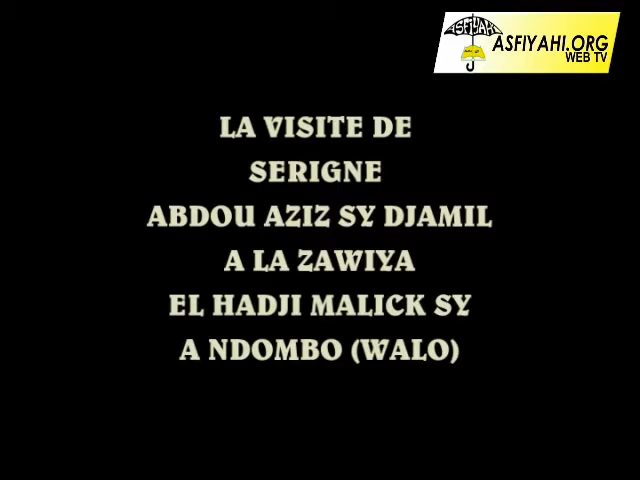 ASFIYAHI
ASFIYAHI.ORG
WEB TV
LA VISITE DE
SERIGNE
ABDOU AZIZ SY DJAMIL
A LA ZAWIYA
EL HADJI MALICK SY
A NDOMBO (WALO)